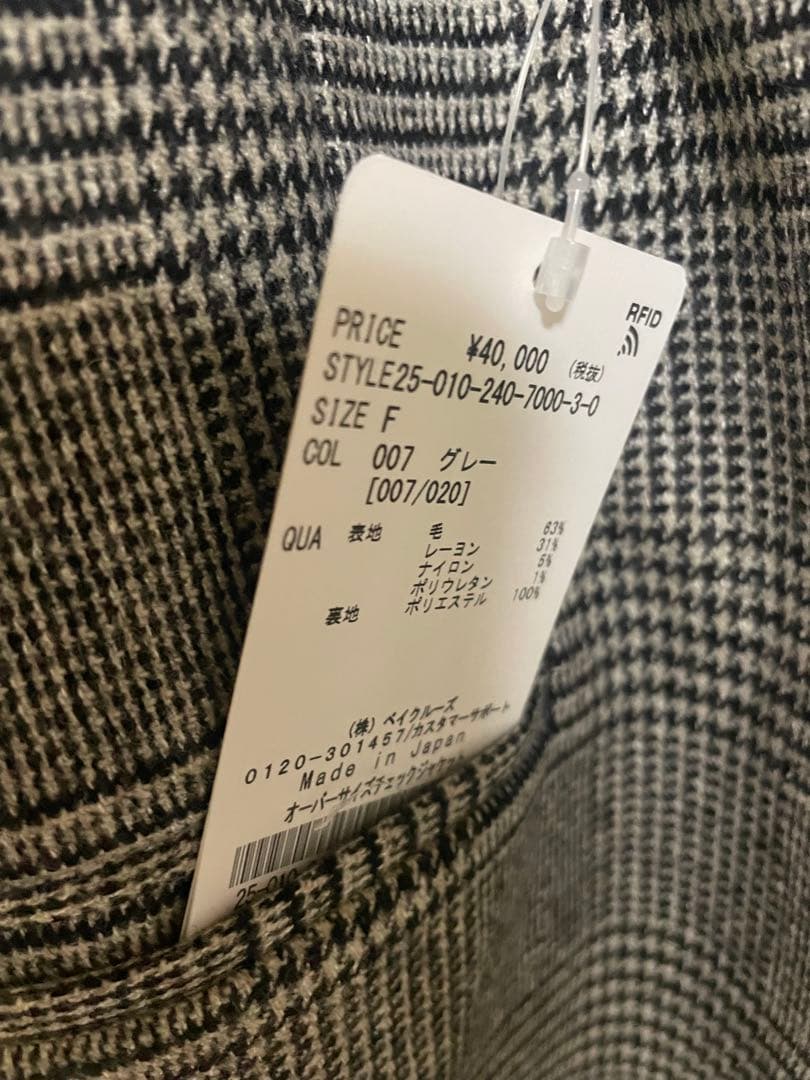 RFID
PRICE ¥40,000 (税抜)
STYLE25-010-240-7000-3-0
SIZE F
COL 007 グレー
[007/020]
QUA 表地 毛 63%
レーヨン 31%
ナイロン 5%
ポリウレタン 1%
裏地 ポリエステル 100%
(株) ベイクルーズ
0120-301457/カスタマーサポート
Made in Japan
オーバーサイズチェックジャケット
25-010